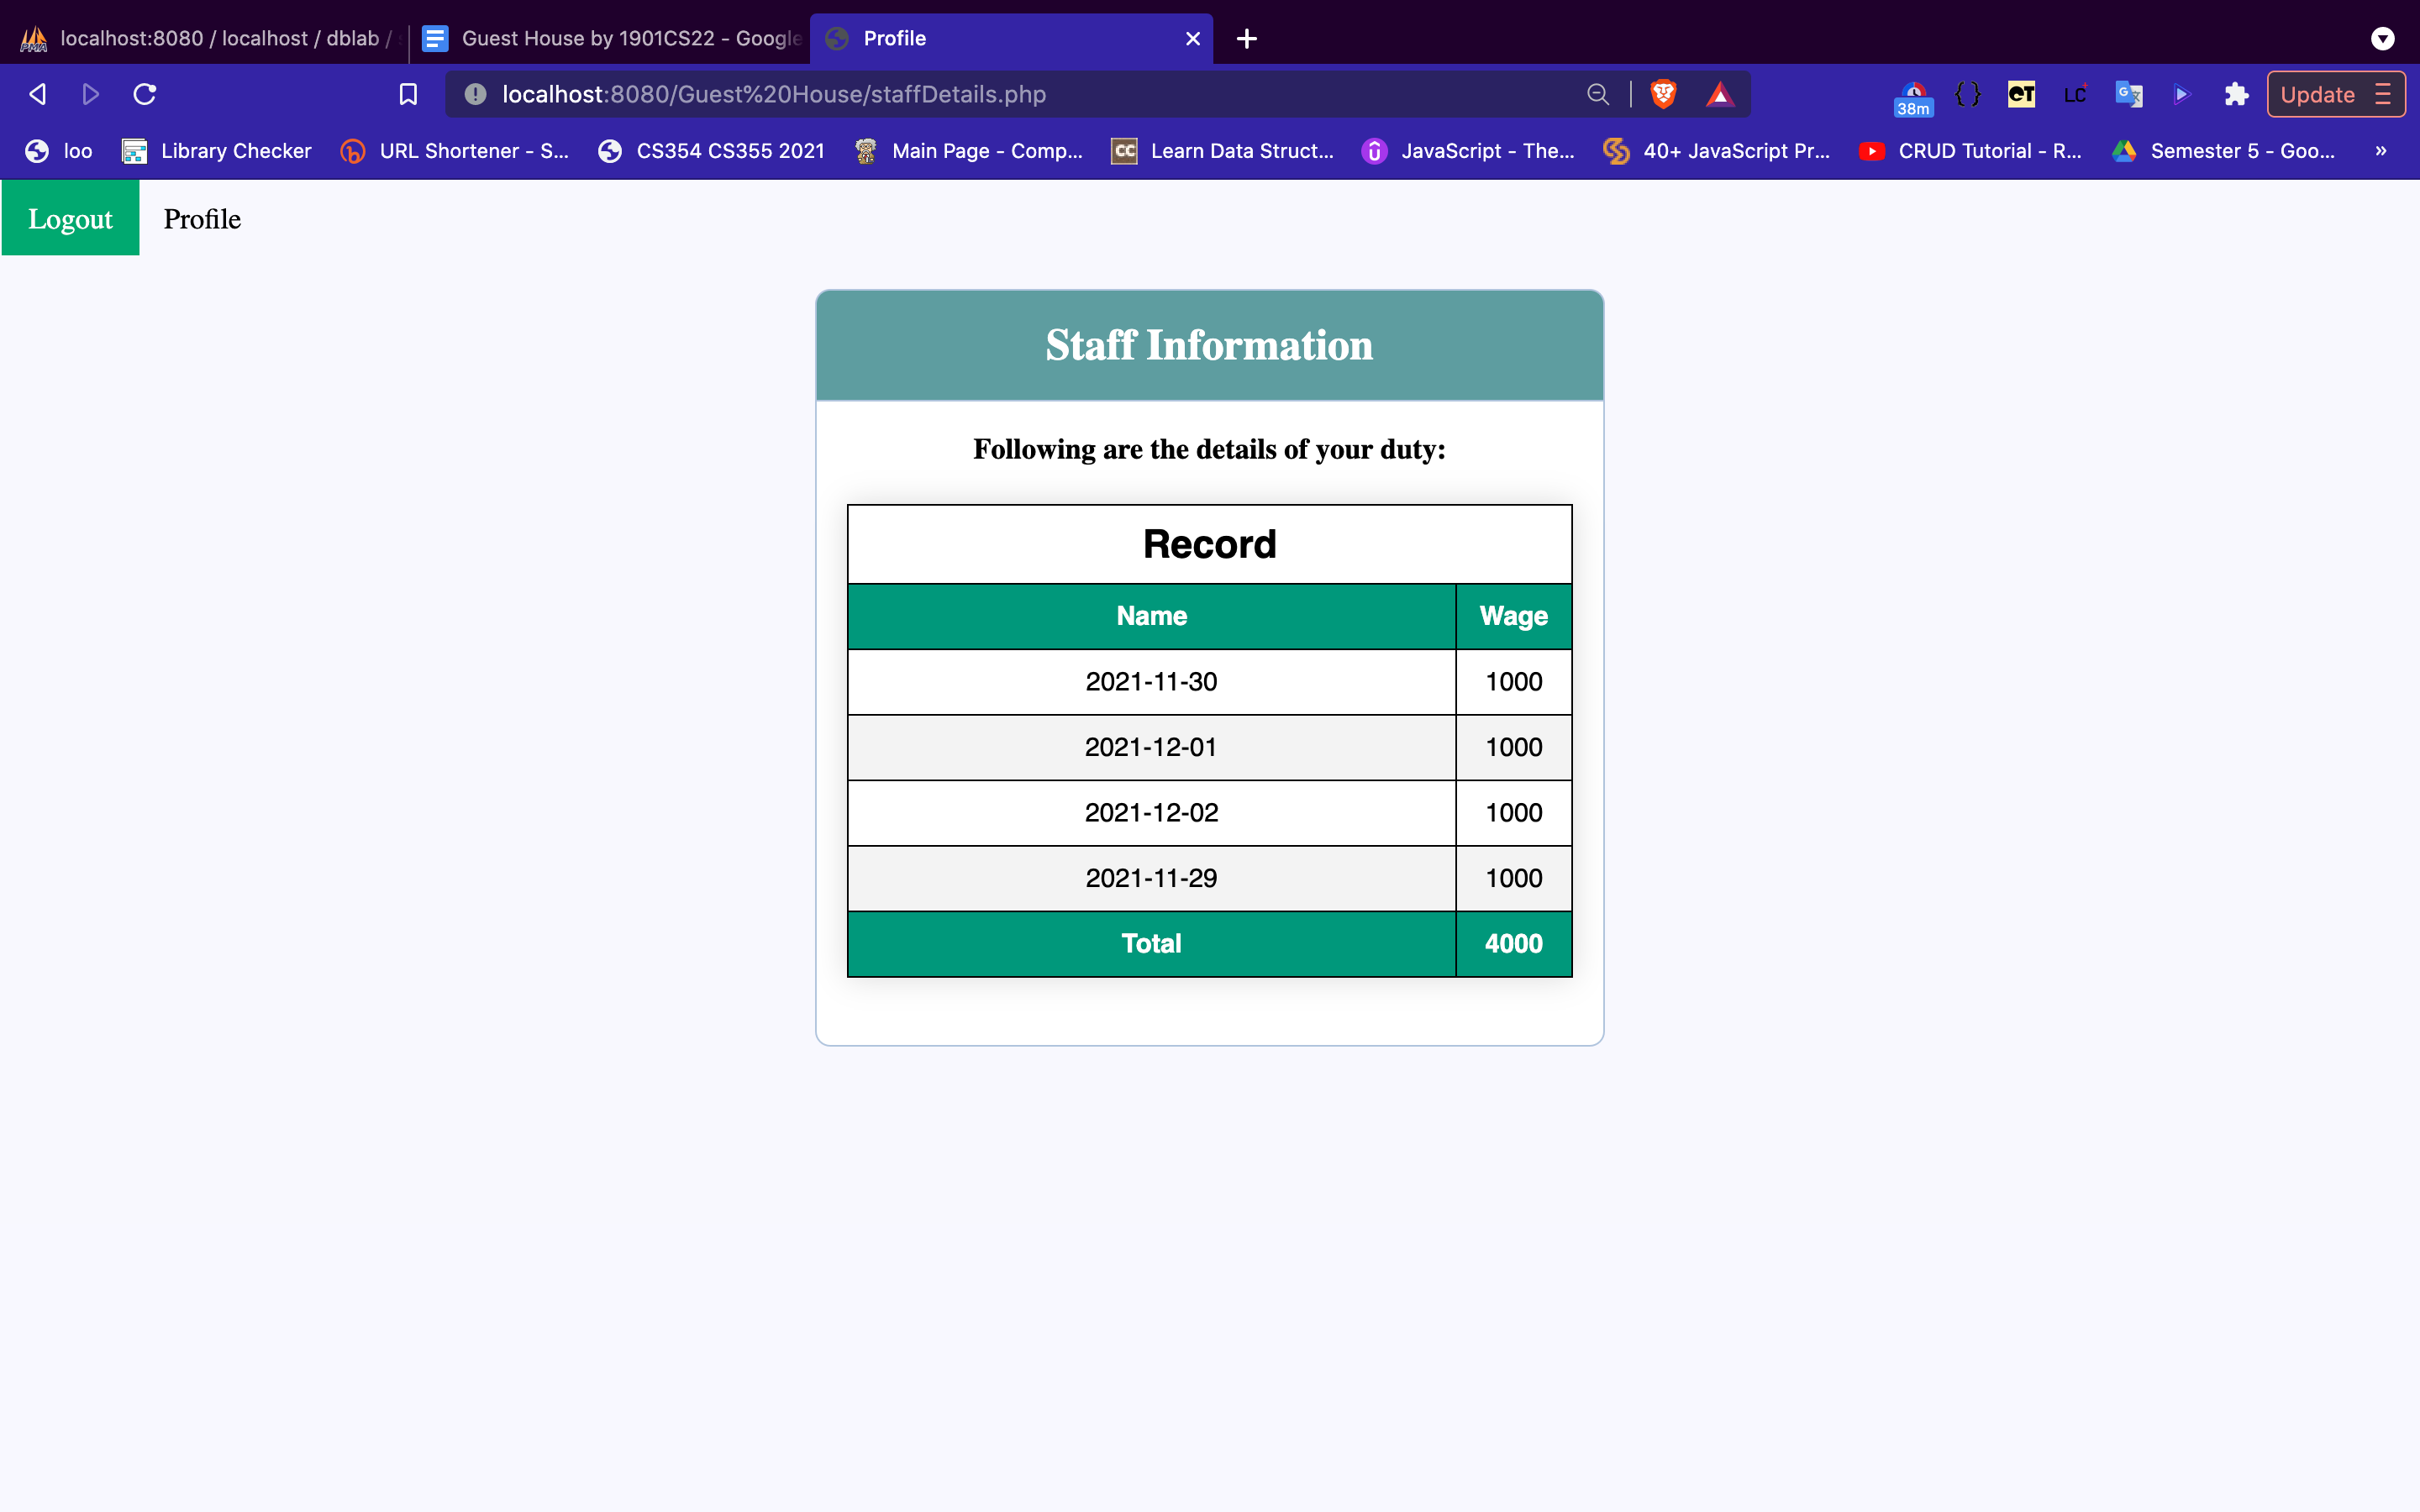 localhost:8080 / localhost / dblab /
Guest House by 1901CS22 - Google
Profile
localhost:8080/Guest%20House/staffDetails.php
38m
Update
loo
Library Checker
URL Shortener - S...
CS354 CS355 2021
Main Page - Comp...
Learn Data Struct...
JavaScript - The...
40+ JavaScript Pr...
CRUD Tutorial - R...
Semester 5 - Goo...
»
Logout
Profile
Staff Information
Following are the details of your duty:
Record
Name Wage
2021-11-30 1000
2021-12-01 1000
2021-12-02 1000
2021-11-29 1000
Total 4000